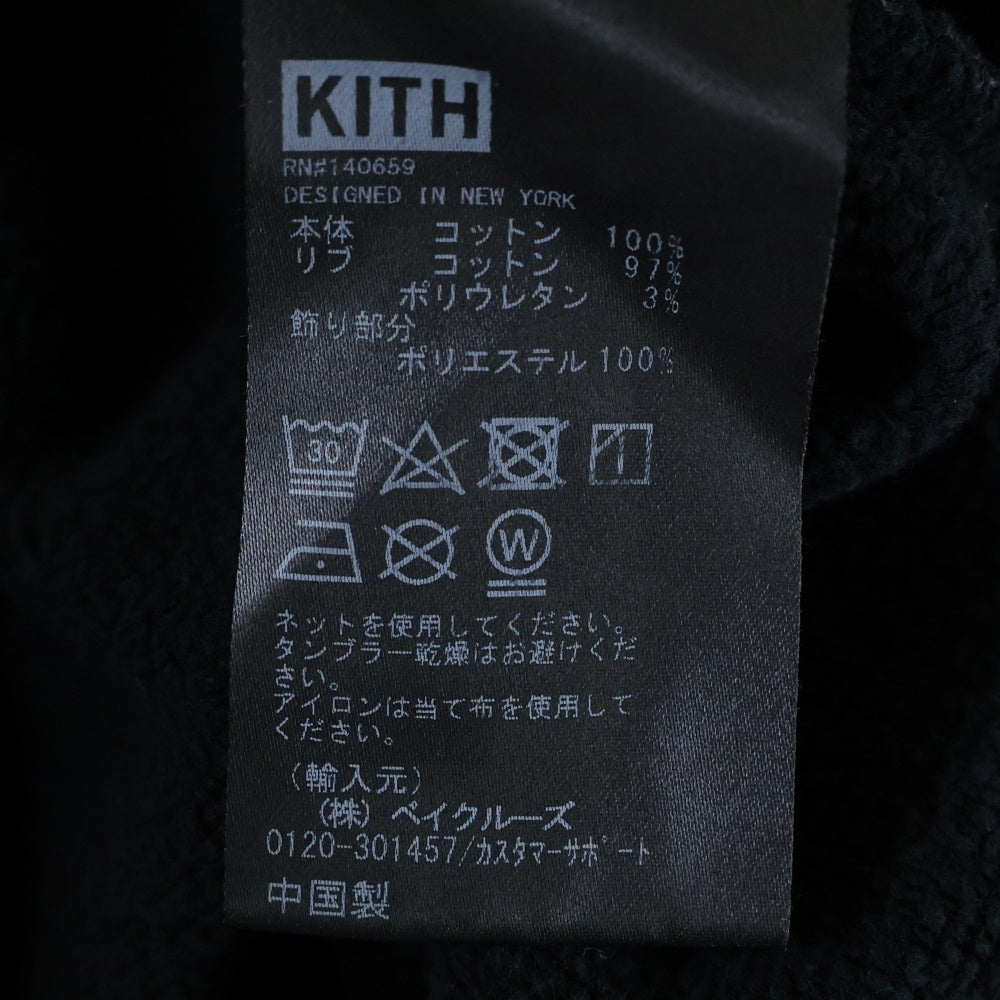 KITH
RN#140659
DESIGNED IN NEW YORK
本体 コットン 100%
リブ コットン 97%
ポリウレタン 3%
飾り部分
ポリエステル 100%
30
W
ネットを使用してください。
タンブラー乾燥はお避けくだ
さい。
アイロンは当て布を使用して
ください。
(輸入元)
(株) ベイクルーズ
0120-301457/カスタマーサポート
中国製